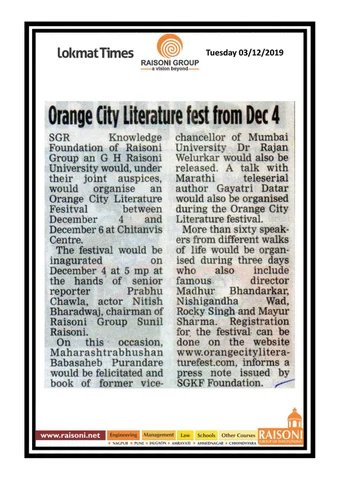 Lokmat Times
RAISONI GROUP
a vision beyond
Tuesday 03/12/2019
Orange City Literature fest from Dec 4
SGR Knowledge
Foundation of Raisoni
Group an G H Raisoni
University would, under
their joint auspices,
would organise an
Orange City Literature
Fesitval between
December 4 and
December 6 at Chitanvis
Centre.
The festival would be
inagurated on
December 4 at 5 mp at
the hands of senior
reporter Prabhu
Chawla, actor Nitish
Bharadwaj, chairman of
Raisoni Group Sunil
Raisoni.
On this occasion,
Maharashtrabhushan
Babasaheb Purandare
would be felicitated and
book of former vice-
chancellor of Mumbai
University Dr Rajan
Welurkar would also be
released. A talk with
Marathi teleserial
author Gayatri Datar
would also be organised
during the Orange City
Literature festival.
More than sixty speak-
ers from different walks
of life would be organ-
ised during three days
who also include
famous director
Madhur Bhandarkar,
Nishigandha Wad,
Rocky Singh and Mayur
Sharma. Registration
for the festival can be
done on the website
www.orangecitylitera-
turefest.com, informs a
press note issued by
SGKF Foundation.
www.raisoni.net
Engineering Management Law Schools Other Courses
RAISONI
NAGPUR PUNE JALGAON AMRAVATI AHMEDNAGAR CHHINDWARA